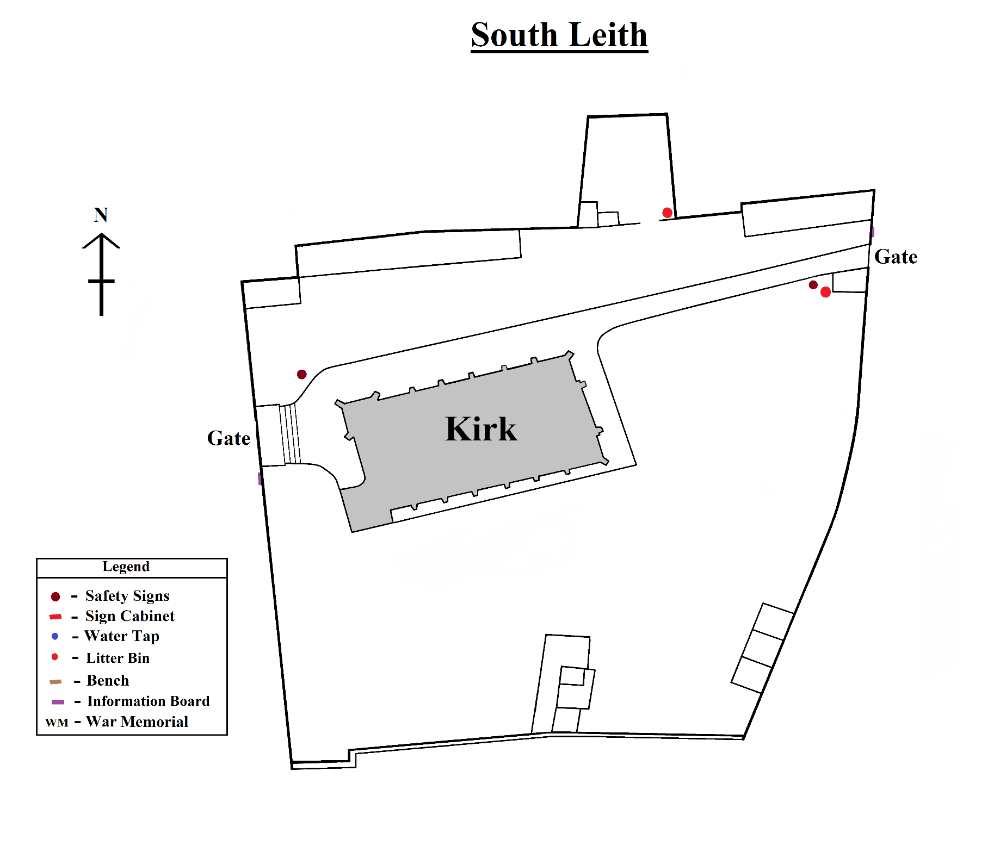 South Leith
N
Gate
Kirk
Gate
Legend
- Safety Signs
- Sign Cabinet
- Water Tap
- Litter Bin
- Bench
- Information Board
WM - War Memorial